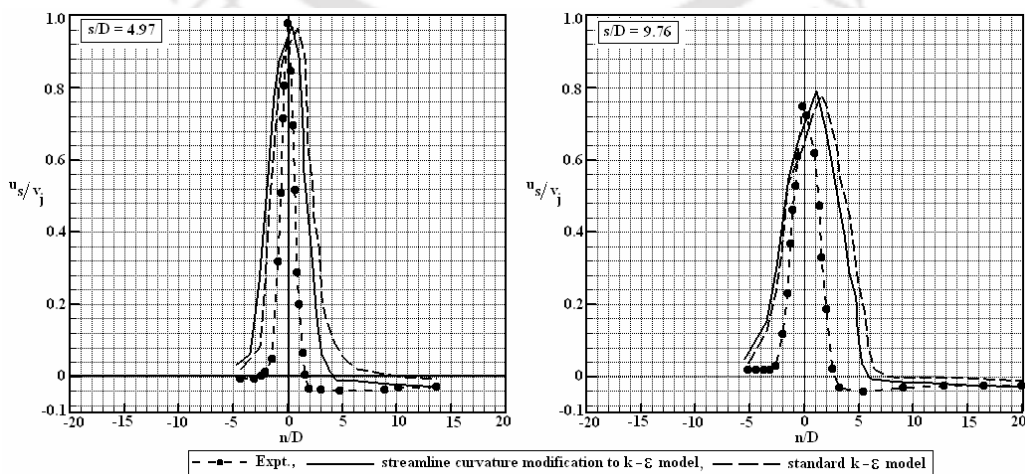 s/D = 4.97
1.0
0.8
0.6
u_s/v_j
0.4
0.2
0
-0.1
-20 -15 -10 -5 0 5 10 15 20
n/D
s/D = 9.76
1.0
0.8
0.6
u_s/v_j
0.4
0.2
0
-0.1
-20 -15 -10 -5 0 5 10 15 20
n/D
Expt., streamline curvature modification to k - ε model, standard k - ε model